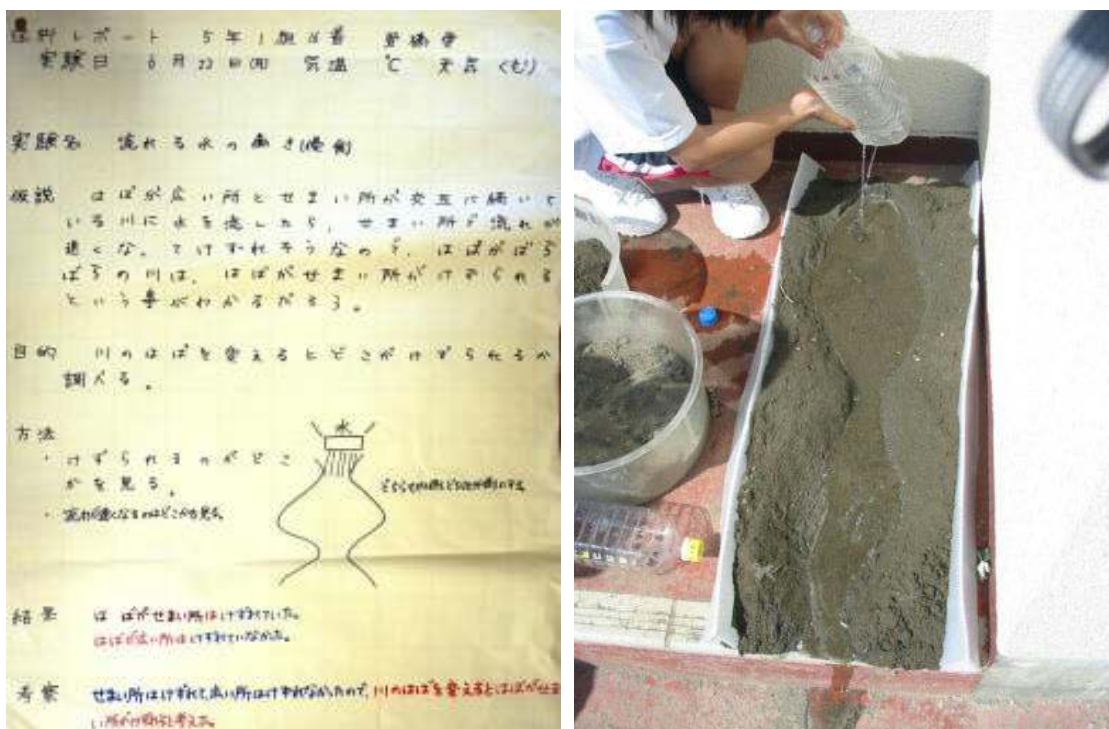 理科レポート 5年1組
実験日 6月23日(月) 気温 ℃ 天気 くもり
実験名 流れる水の働き
仮説 はばが広い所とせまい所が交互に続いて
いる川に水を流したら、せまい所が流れが
速くなってけずれそうなので、はばがばら
ばらの川は、はばがせまい所がけずられる
という事がわかるだろう。
目的 川のはばを変えるとどこがけずられるか
調べる。
方法
・けずられるのがどこ
かを見る。
・流れが速くなるのはどこかを見る。
水
結果 はばがせまい所はけずれていた。
はばが広い所はけずれていなかった。
考察 せまい所はけずれて、広い所はけずれなかったので、川のはばを変えるとはばがせま
い所がけずれると考えた。